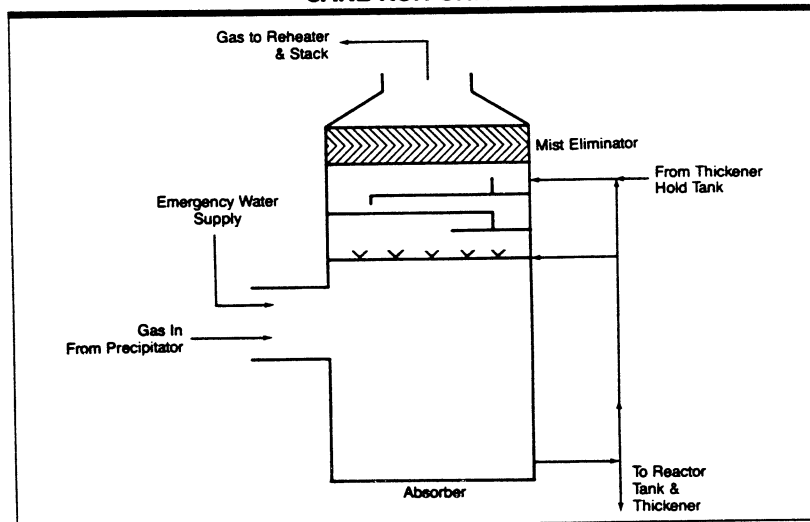 Gas to Reheater
& Stack
Mist Eliminator
From Thickener
Hold Tank
Emergency Water
Supply
Gas In
From Precipitator
To Reactor
Tank &
Thickener
Absorber